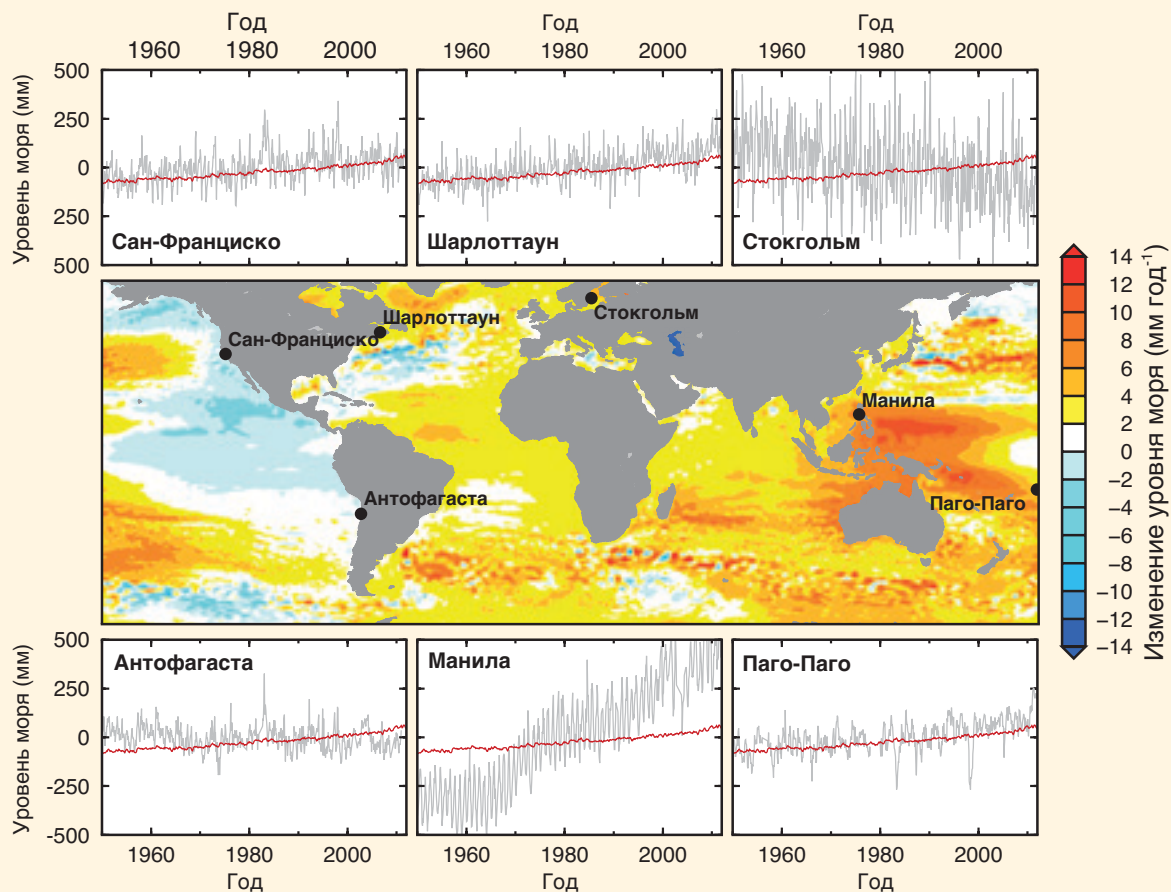 Год
1960 1980 2000
Год
1960 1980 2000
Год
1960 1980 2000
Уровень моря (мм)
500
250
0
250
500
Сан-Франциско
Шарлоттаун
Стокгольм
Шарлоттаун
Сан-Франциско
Стокгольм
Манила
Антофагаста
Паго-Паго
14
12
10
8
6
4
2
0
−2
−4
−6
−8
−10
−12
−14
Изменение уровня моря (мм год⁻¹)
Уровень моря (мм)
500
250
0
-250
-500
Антофагаста
Манила
Паго-Паго
1960 1980 2000
Год
1960 1980 2000
Год
1960 1980 2000
Год